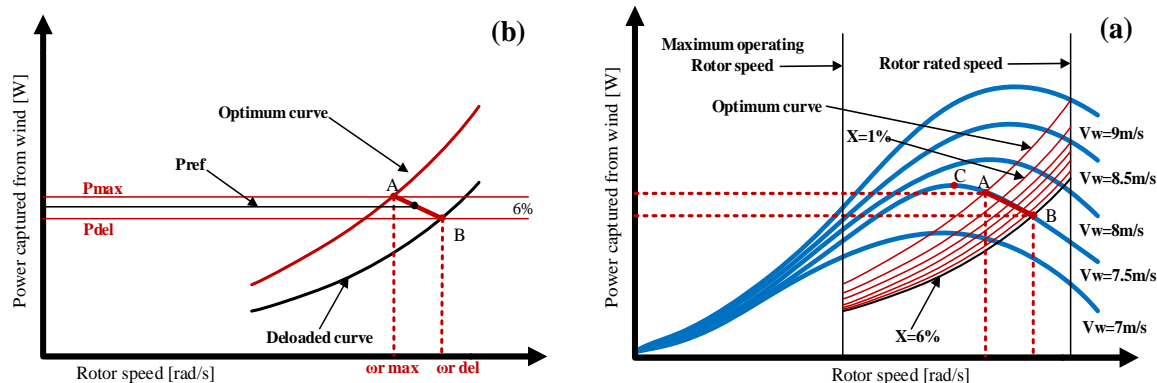 (b)
Power captured from wind [W]
Optimum curve
Pref
Pmax
A
6%
Pdel
B
Deloaded curve
Rotor speed [rad/s]
ωr max
ωr del
(a)
Power captured from wind [W]
Maximum operating
Rotor speed
Rotor rated speed
Optimum curve
X=1%
Vw=9m/s
C
A
Vw=8.5m/s
B
Vw=8m/s
Vw=7.5m/s
X=6%
Vw=7m/s
Rotor speed [rad/s]